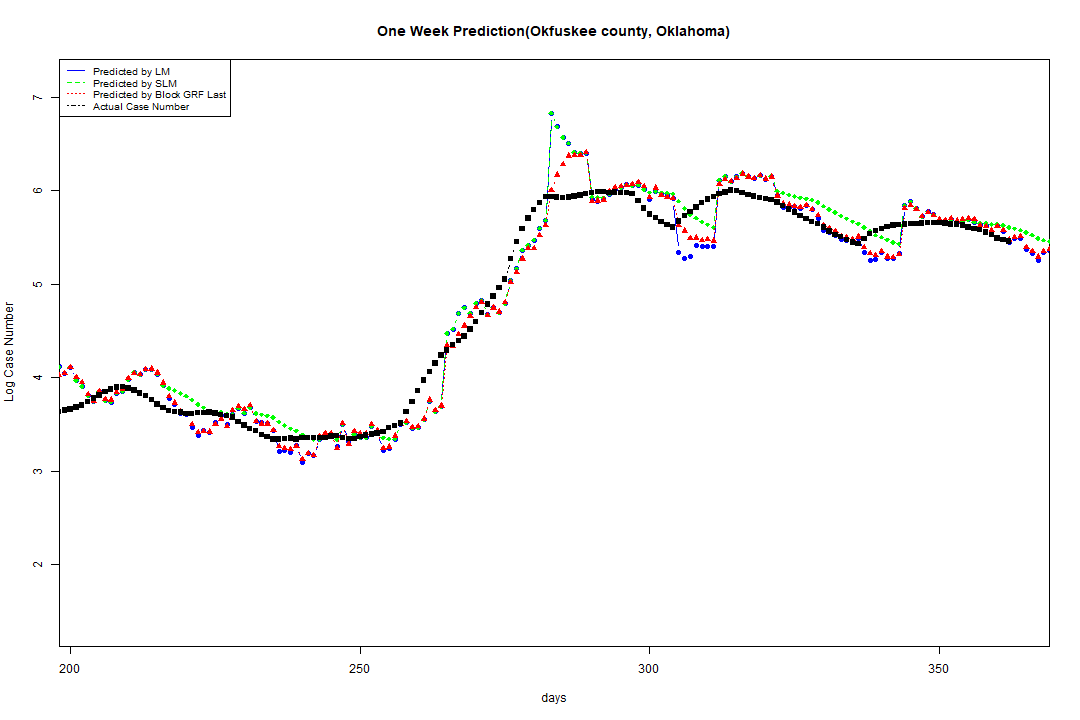 One Week Prediction(Okfuskee county, Oklahoma)
Predicted by LM
Predicted by SLM
Predicted by Block GRF Last
Actual Case Number
7
6
5
4
3
2
Log Case Number
200 250 300 350
days